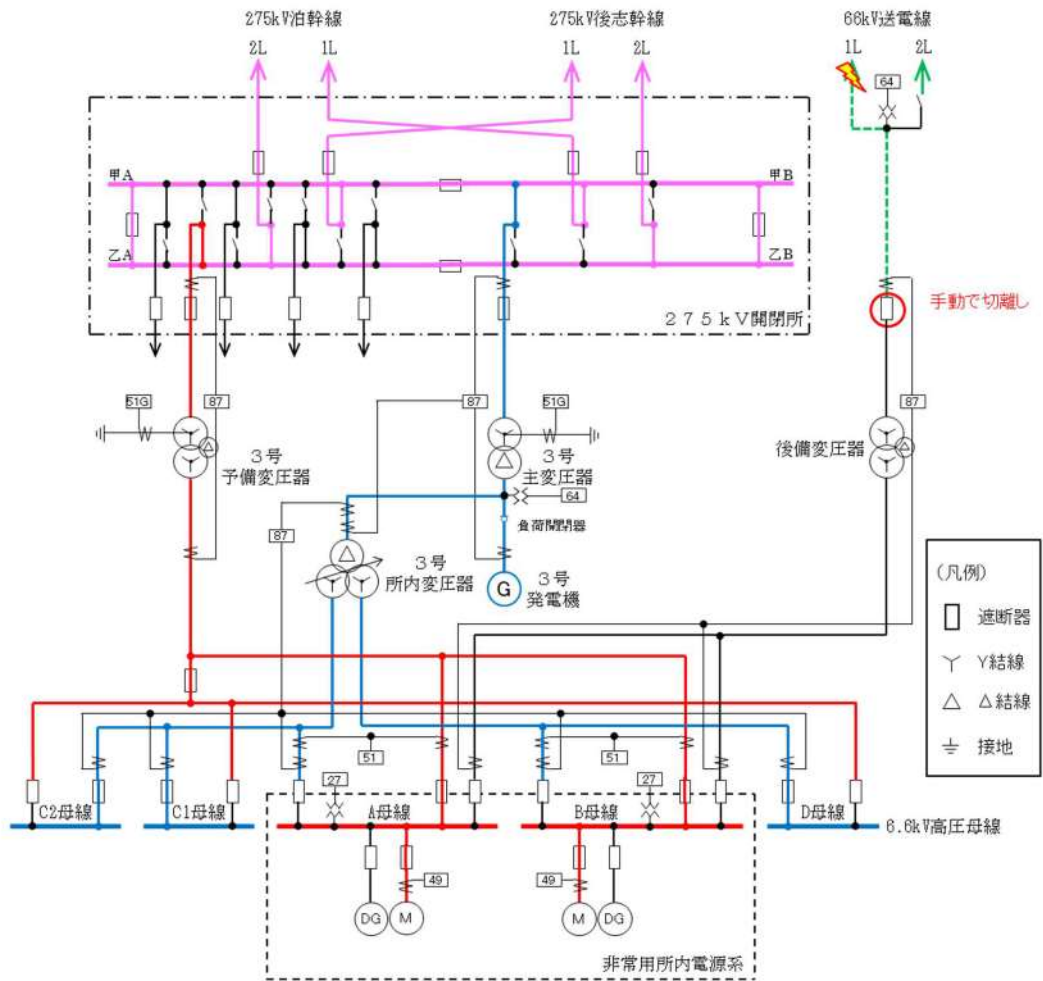 275kV泊幹線
275kV後志幹線
66kV送電線
2L
1L
1L
2L
1L
2L
64
甲A
甲B
乙A
乙B
275kV開閉所
手動で切離し
51G
87
87
51G
87
3号
予備変圧器
3号
主変圧器
後備変圧器
64
負荷開閉器
87
3号
所内変圧器
G
3号
発電機
(凡例)
遮断器
Y結線
△結線
接地
51
51
27
27
C2母線
C1母線
A母線
B母線
D母線
6.6kV高圧母線
49
49
DG
M
M
DG
非常用所内電源系